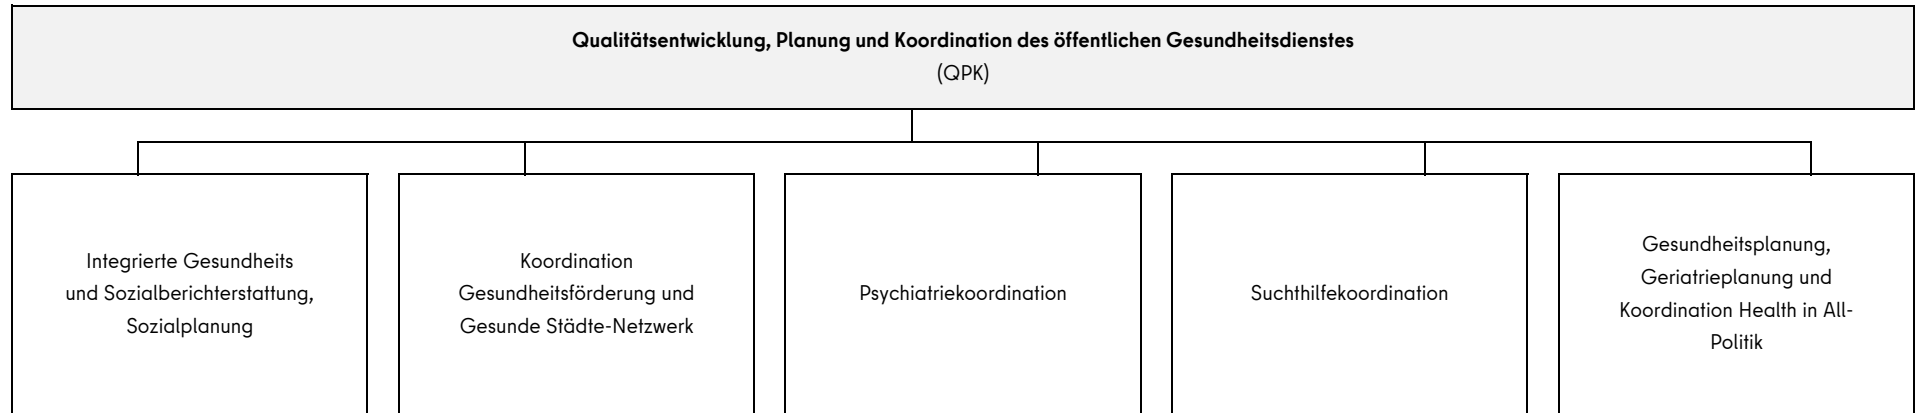 Qualitätsentwicklung, Planung und Koordination des öffentlichen Gesundheitsdienstes
(QPK)
Integrierte Gesundheits
und Sozialberichterstattung,
Sozialplanung
Koordination
Gesundheitsförderung und
Gesunde Städte-Netzwerk
Psychiatriekoordination
Suchthilfekoordination
Gesundheitsplanung,
Geriatrieplanung und
Koordination Health in All-
Politik